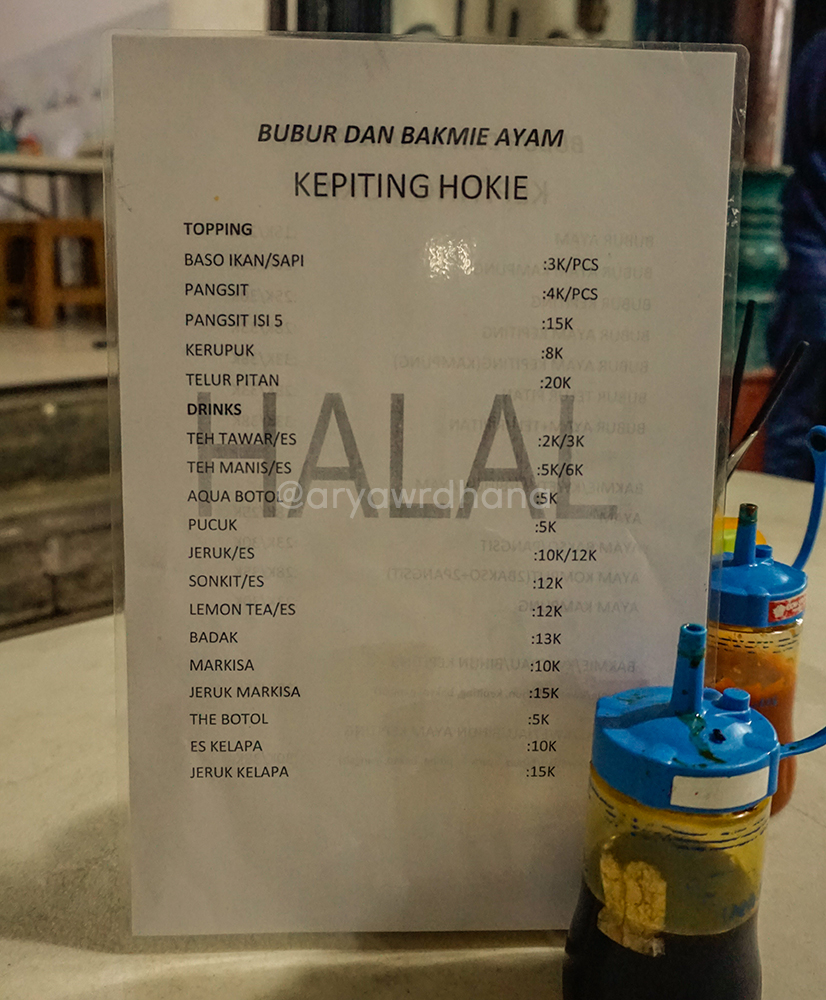 BUBUR DAN BAKMIE AYAM
KEPITING HOKIE
TOPPING
BASO IKAN/SAPI :3K/PCS
PANGSIT :4K/PCS
PANGSIT ISI 5 :15K
KERUPUK :8K
TELUR PITAN :20K
DRINKS
TEH TAWAR/ES :2K/3K
TEH MANIS/ES :5K/6K
AQUA BOTOL :5K
PUCUK :5K
JERUK/ES :10K/12K
SONKIT/ES :12K
LEMON TEA/ES :12K
BADAK :13K
MARKISA :10K
JERUK MARKISA :15K
THE BOTOL :5K
ES KELAPA :10K
JERUK KELAPA :15K
HALAL
@aryawrdhana